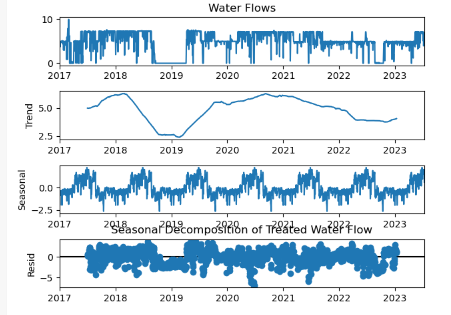 Water Flows
10
0
2017 2018 2019 2020 2021 2022 2023
Trend
5.0
2.5
2017 2018 2019 2020 2021 2022 2023
Seasonal
0.0
−2.5
2017 2018 2019 2020 2021 2022 2023
Seasonal Decomposition of Treated Water Flow
Resid
0
−5
2017 2018 2019 2020 2021 2022 2023